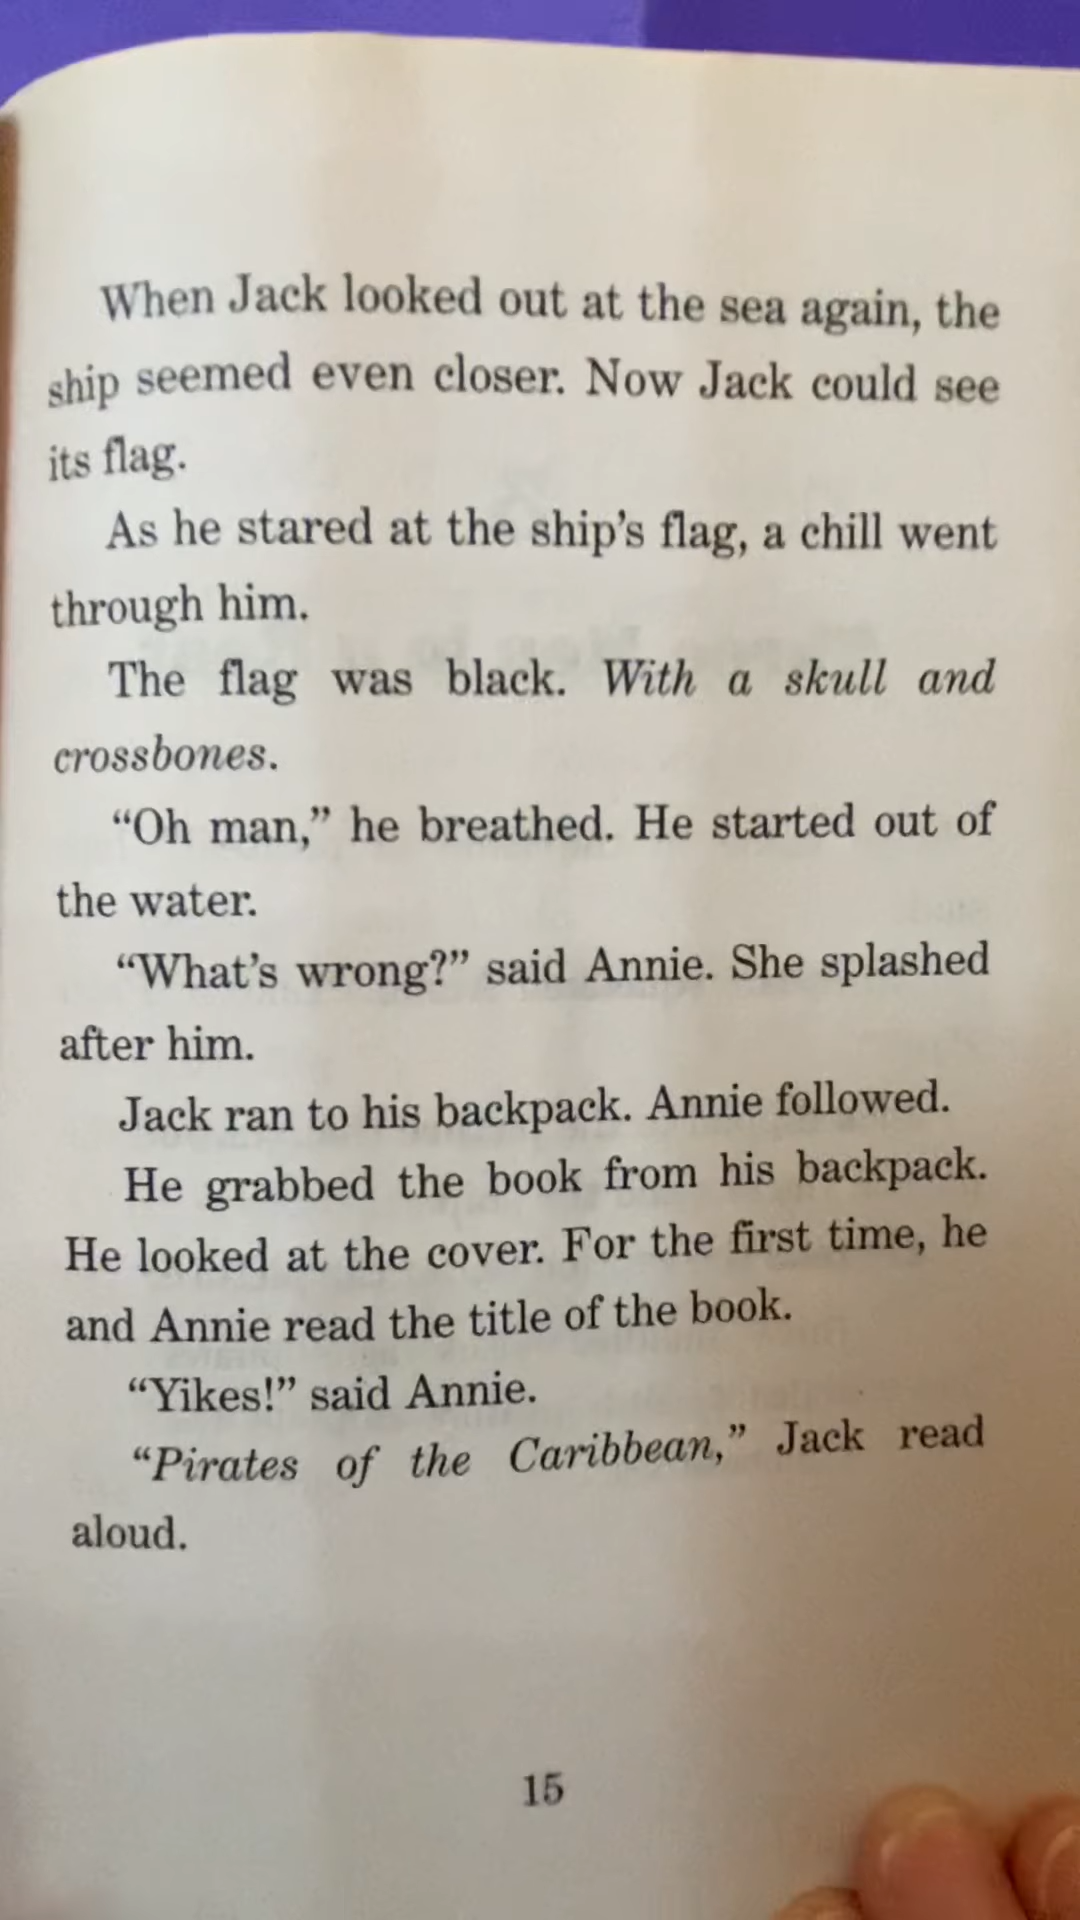 When Jack looked out at the sea again, the
ship seemed even closer. Now Jack could see
its flag.
As he stared at the ship’s flag, a chill went
through him.
The flag was black. With a skull and
crossbones.
“Oh man,” he breathed. He started out of
the water.
“What’s wrong?” said Annie. She splashed
after him.
Jack ran to his backpack. Annie followed.
He grabbed the book from his backpack.
He looked at the cover. For the first time, he
and Annie read the title of the book.
“Yikes!” said Annie.
“Pirates of the Caribbean,” Jack read
aloud.
15